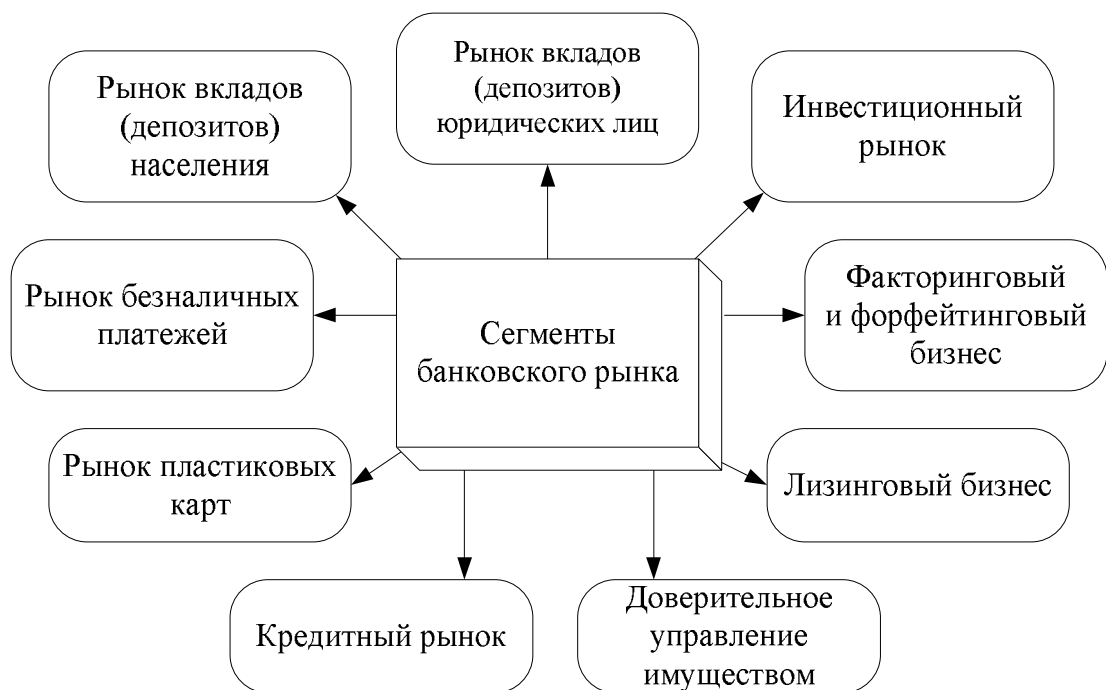 Рынок вкладов
(депозитов)
населения
Рынок вкладов
(депозитов)
юридических лиц
Инвестиционный
рынок
Рынок безналичных
платежей
Сегменты
банковского рынка
Факторинговый
и форфейтинговый
бизнес
Рынок пластиковых
карт
Лизинговый бизнес
Кредитный рынок
Доверительное
управление
имуществом